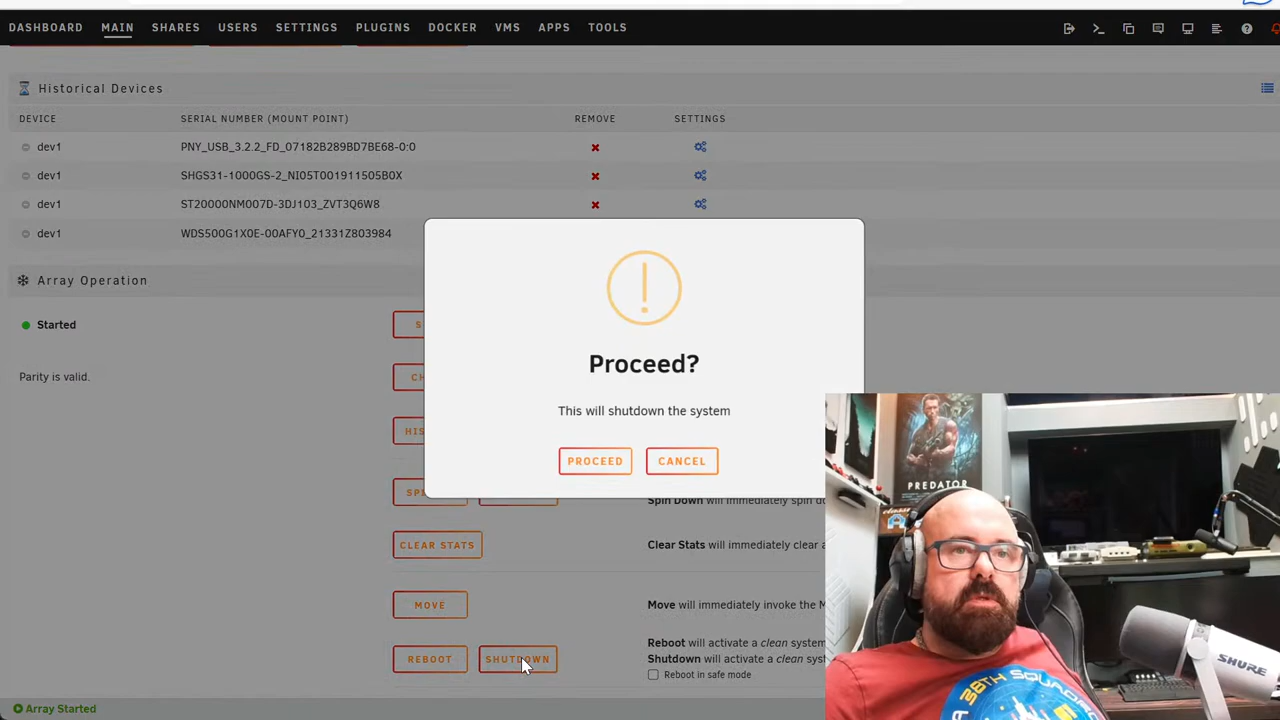 DASHBOARD MAIN SHARES USERS SETTINGS PLUGINS DOCKER VMS APPS TOOLS
Historical Devices
DEVICE SERIAL NUMBER (MOUNT POINT) REMOVE SETTINGS
dev1 PNY_USB_3.2.2_FD_07182B289BD7BE68-0:0
dev1 SHGS31-1000GS-2_NI05T001911505B0X
dev1 ST20000NM007D-3DJ103_ZVT3Q6W8
dev1 WDS500G1X0E-00AFY0_21331Z803984
Array Operation
Started
Parity is valid.
Proceed?
This will shutdown the system
PROCEED CANCEL
Spin Down will immediately spin do
CLEAR STATS Clear Stats will immediately clear a
MOVE Move will immediately invoke the M
REBOOT SHUTDOWN Reboot will activate a clean system
Shutdown will activate a clean sys
Reboot in safe mode
Array Started
PREDATOR
SHURE
38TH SQUADRON